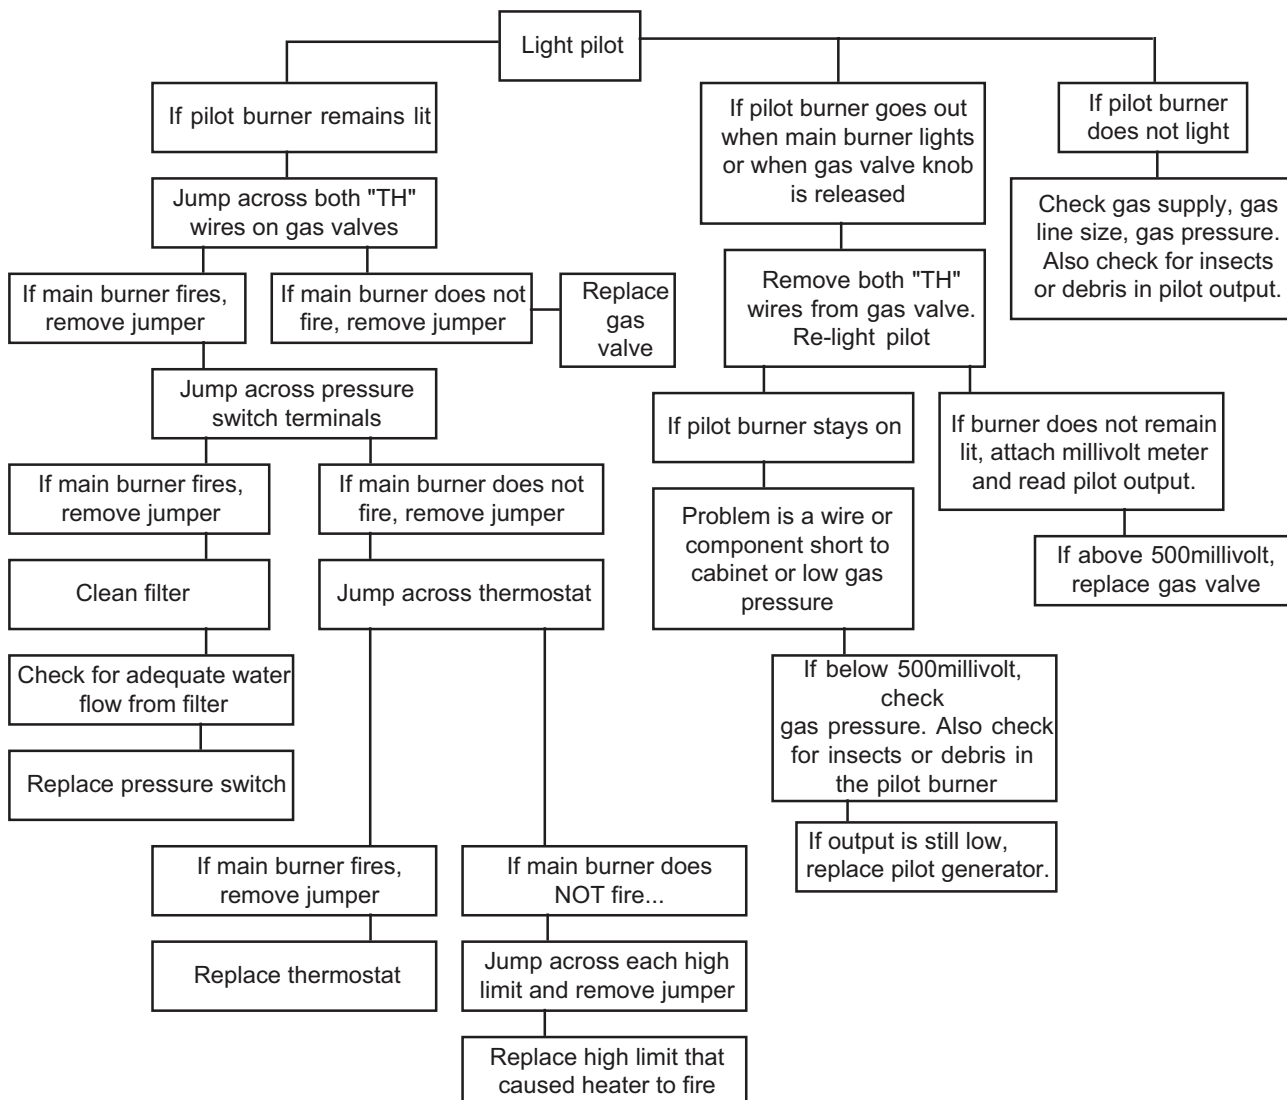 Light pilot
If pilot burner remains lit
If pilot burner goes out
when main burner lights
or when gas valve knob
is released
If pilot burner
does not light
Jump across both "TH"
wires on gas valves
Check gas supply, gas
line size, gas pressure.
Also check for insects
or debris in pilot output.
If main burner fires,
remove jumper
If main burner does not
fire, remove jumper
Replace
gas
valve
Remove both "TH"
wires from gas valve.
Re-light pilot
Jump across pressure
switch terminals
If pilot burner stays on
If burner does not remain
lit, attach millivolt meter
and read pilot output.
If main burner fires,
remove jumper
If main burner does not
fire, remove jumper
Problem is a wire or
component short to
cabinet or low gas
pressure
If above 500millivolt,
replace gas valve
Clean filter
Jump across thermostat
Check for adequate water
flow from filter
If below 500millivolt,
check
gas pressure. Also check
for insects or debris in
the pilot burner
Replace pressure switch
If output is still low,
replace pilot generator.
If main burner fires,
remove jumper
If main burner does
NOT fire...
Replace thermostat
Jump across each high
limit and remove jumper
Replace high limit that
caused heater to fire